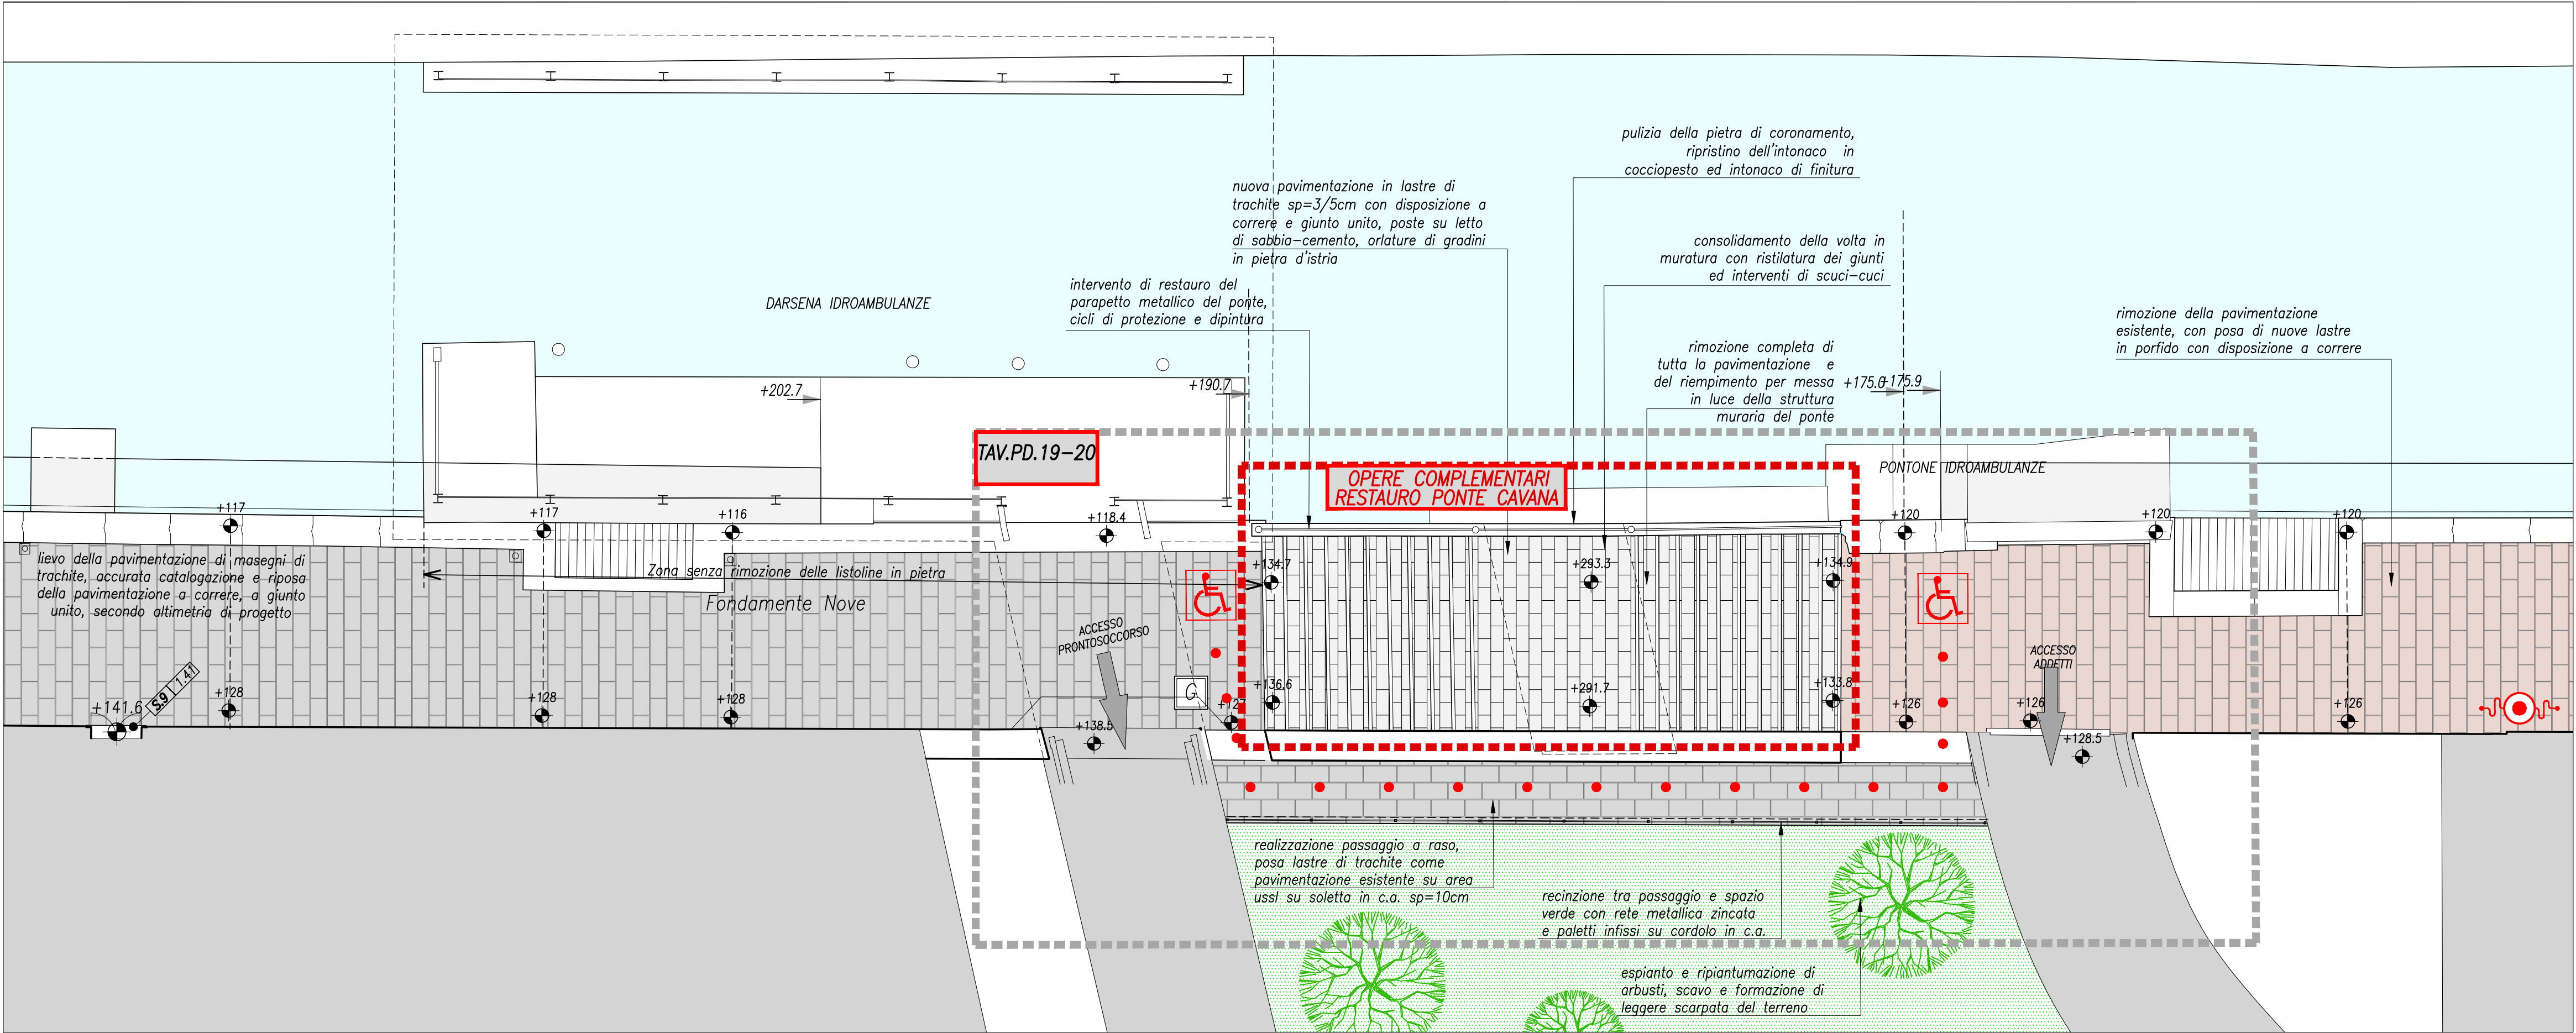 pulizia della pietra di coronamento,
ripristino dell'intonaco in
cocciopesto ed intonaco di finitura
nuova pavimentazione in lastre di
trachite sp=3/5cm con disposizione a
correre e giunto unito, poste su letto
di sabbia-cemento, orlature di gradini
in pietra d'istria
consolidamento della volta in
muratura con ristilatura dei giunti
ed interventi di scuci-cuci
intervento di restauro del
parapetto metallico del ponte,
cicli di protezione e dipintura
DARSENA IDROAMBULANZE
rimozione della pavimentazione
esistente, con posa di nuove lastre
in porfido con disposizione a correre
rimozione completa di
tutta la pavimentazione e
del riempimento per messa
in luce della struttura
muraria del ponte
+202.7
+190.7
+175.0
+175.9
TAV.PD.19-20
OPERE COMPLEMENTARI
RESTAURO PONTE CAVANA
PONTONE IDROAMBULANZE
+117
+117
+116
+118.4
+120
+120
+120
lievo della pavimentazione di masegni di
trachite, accurata catalogazione e riposa
della pavimentazione a correre, a giunto
unito, secondo altimetria di progetto
Zona senza rimozione delle listoline in pietra
Fondamente Nove
+134.7
+293.3
+134.9
ACCESSO
PRONTOSOCCORSO
ACCESSO
ADDETTI
S.9 1.41
+141.6
+128
+128
+128
G
+127
+136.6
+291.7
+133.8
+126
+126
+126
+138.5
+128.5
realizzazione passaggio a raso,
posa lastre di trachite come
pavimentazione esistente su area
ussl su soletta in c.a. sp=10cm
recinzione tra passaggio e spazio
verde con rete metallica zincata
e paletti infissi su cordolo in c.a.
espianto e ripiantumazione di
arbusti, scavo e formazione di
leggere scarpata del terreno